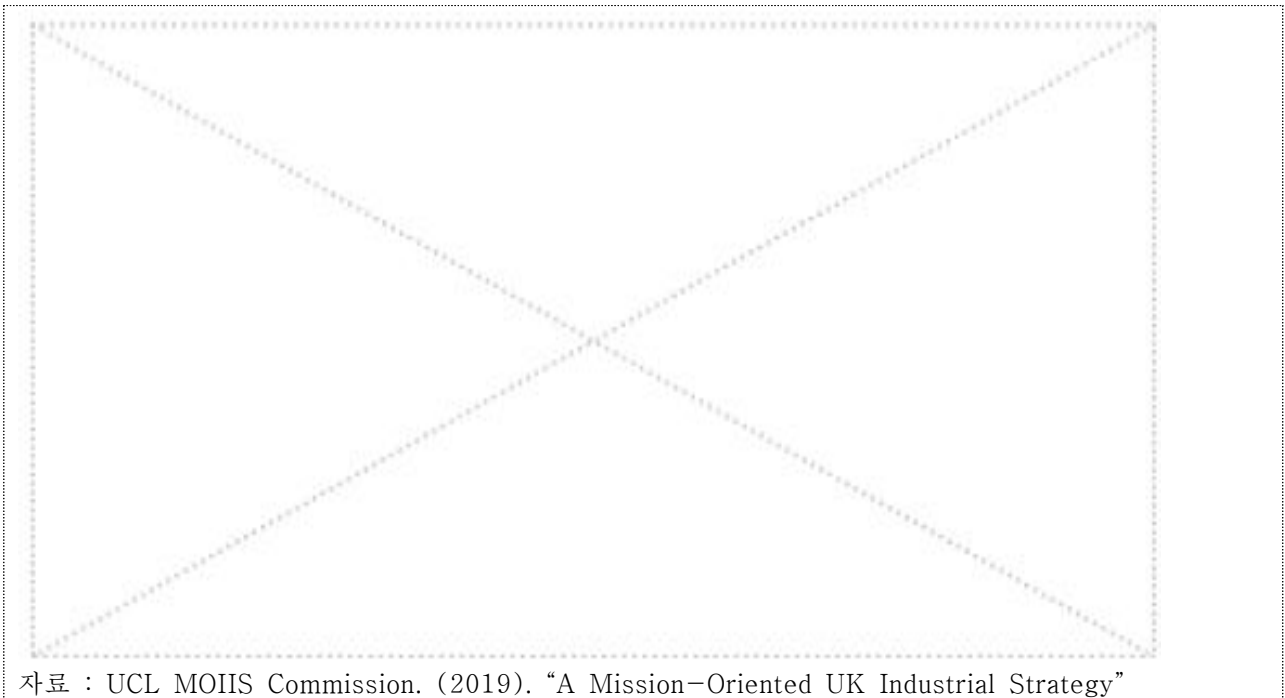 자료 : UCL MOIIS Commission. (2019). “A Mission-Oriented UK Industrial Strategy”